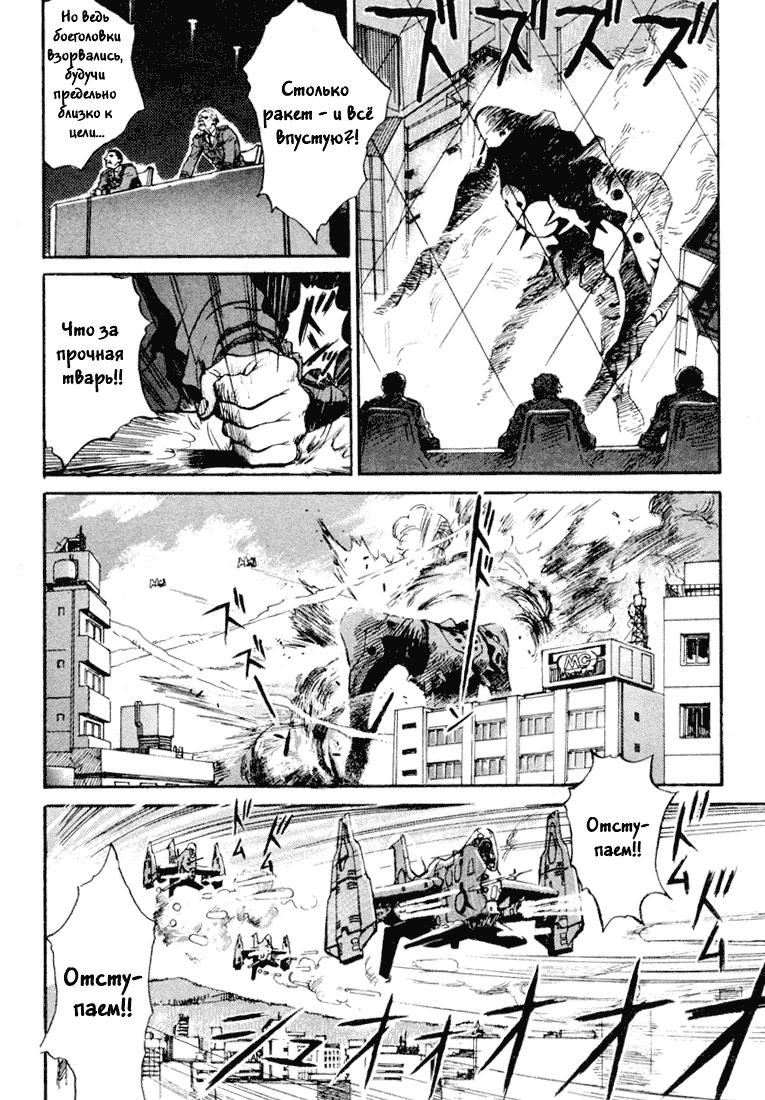 ズズズ
Столько
ракет - и всё
впустую?!
Но ведь
боеголовки
взорвались,
будучи
предельно
близко к
цели...
Что за
прочная
тварь!!
MC
Отсту-
паем!!
Отсту-
паем!!